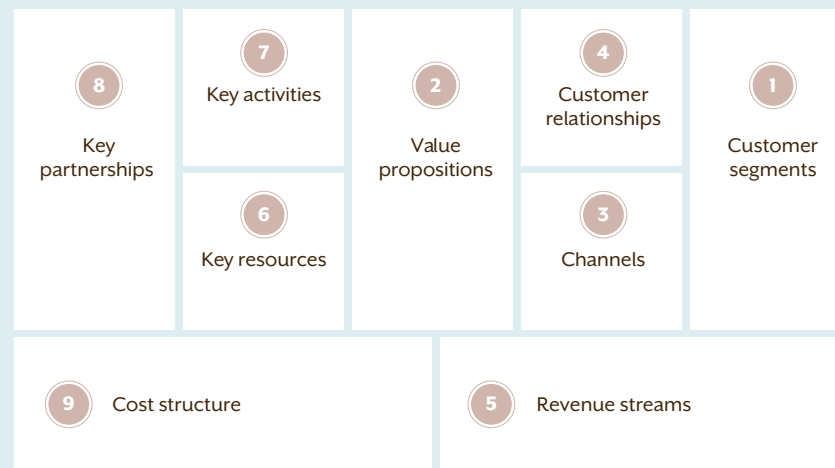 8
Key
partnerships
7
Key activities
6
Key resources
2
Value
propositions
4
Customer
relationships
3
Channels
1
Customer
segments
9 Cost structure
5 Revenue streams